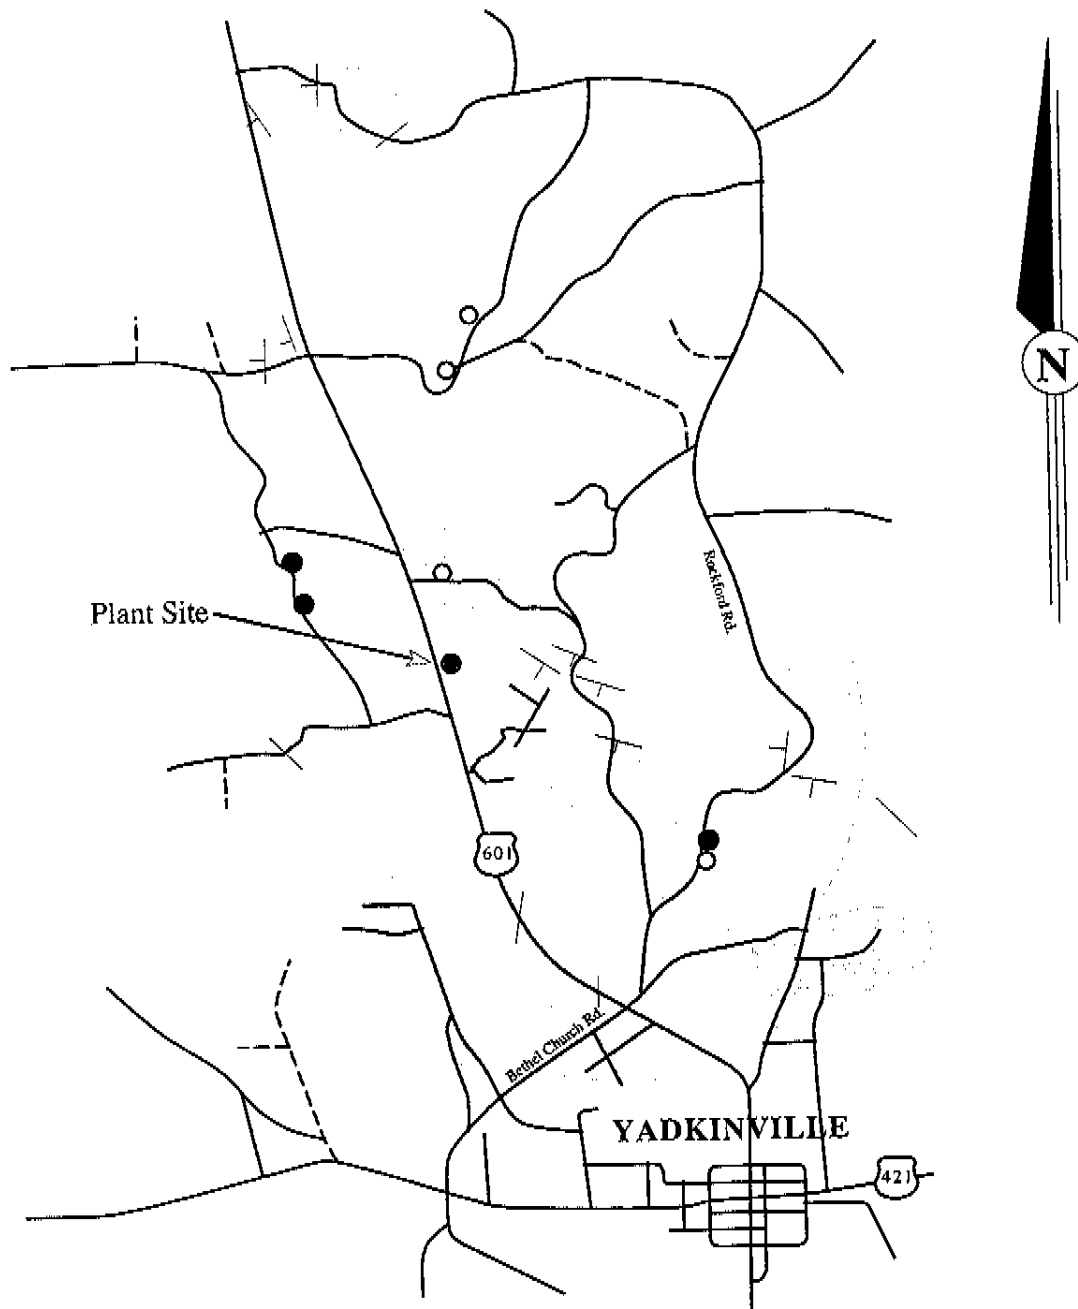 N
Rockford Rd.
Plant Site
601
Bethel Church Rd.
YADKINVILLE
421